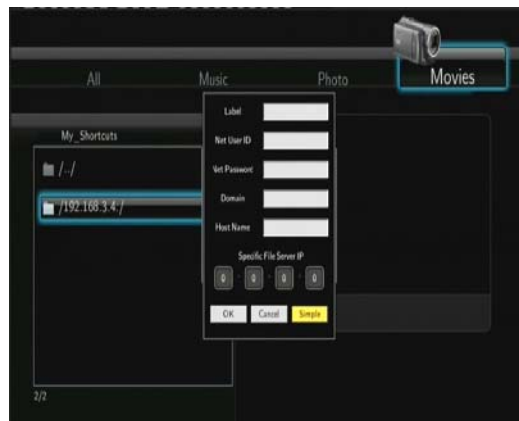 All Music Photo Movies
My_Shortcuts
/../
/192.168.3.4:/
2/2
Label
Net User ID
Net Passwort
Domain
Host Name
Specific File Server IP
0 0 0 0
OK Cancel Simple